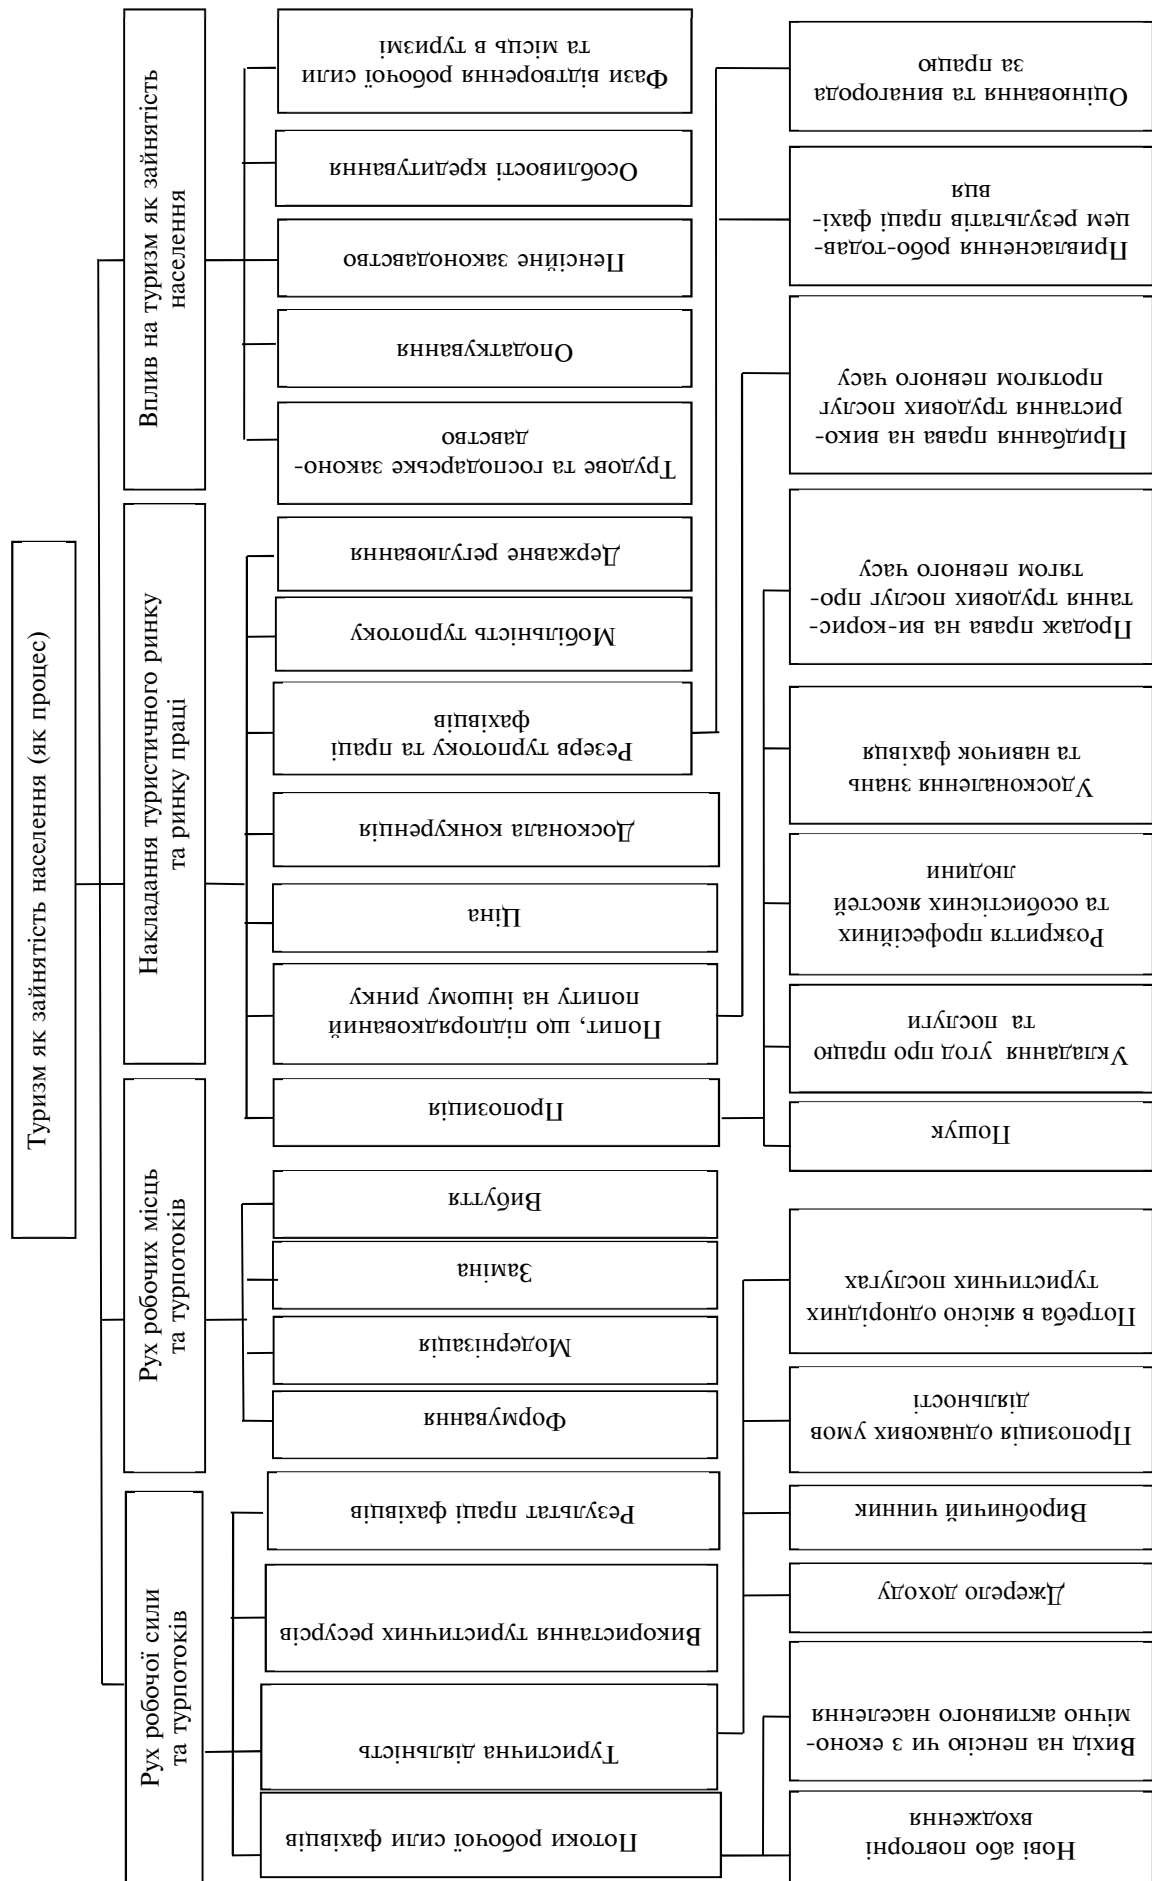 Туризм як зайнятість населення (як процес)
Рух робочої сили
та турпотоків
Рух робочих місць
та турпотоків
Накладання туристичного ринку
та ринку праці
Вплив на туризм як зайнятість
населення
Потоки робочої сили фахівців
Туристична діяльність
Використання туристичних ресурсів
Результат праці фахівців
Формування
Модернізація
Заміна
Вибуття
Пропозиція
Попит, що підпорядкований
попиту на іншому ринку
Ціна
Досконала конкуренція
Резерв турпотоку та праці
фахівців
Мобільність турпотоку
Державне регулювання
Трудове та господарське законо-
давство
Оподаткування
Пенсійне законодавство
Особливості кредитування
Фази відтворення робочої сили
та місць в туризмі
Нові або повторні
входження
Вихід на пенсію чи з еконо-
мічно активного населення
Джерело доходу
Виробничий чинник
Пропозиція однакових умов
діяльності
Потреба в якісно однорідних
туристичних послугах
Пошук
Укладання угод про працю
та послуги
Розкриття професійних
та особистісних якостей
людини
Удосконалення знань
та навичок фахівця
Продаж права на ви-корис-
тання трудових послуг про-
тягом певного часу
Придбання права на вико-
ристання трудових послуг
протягом певного часу
Привласнення робо-тодав-
цем результатів праці фахі-
вця
Оцінювання та винагорода
за працю